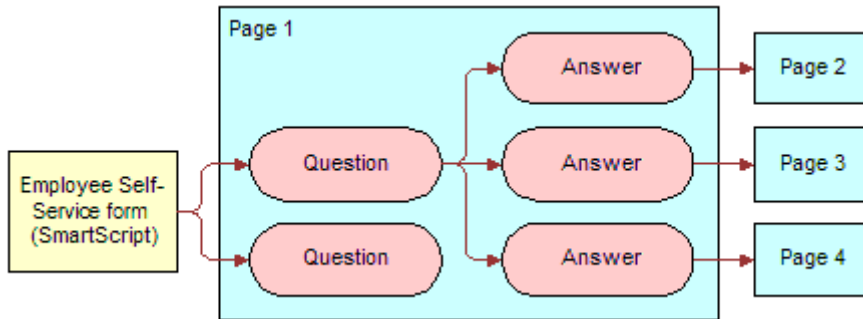 Page 1
Answer
Page 2
Employee Self-
Service form
(SmartScript)
Question
Answer
Page 3
Question
Answer
Page 4